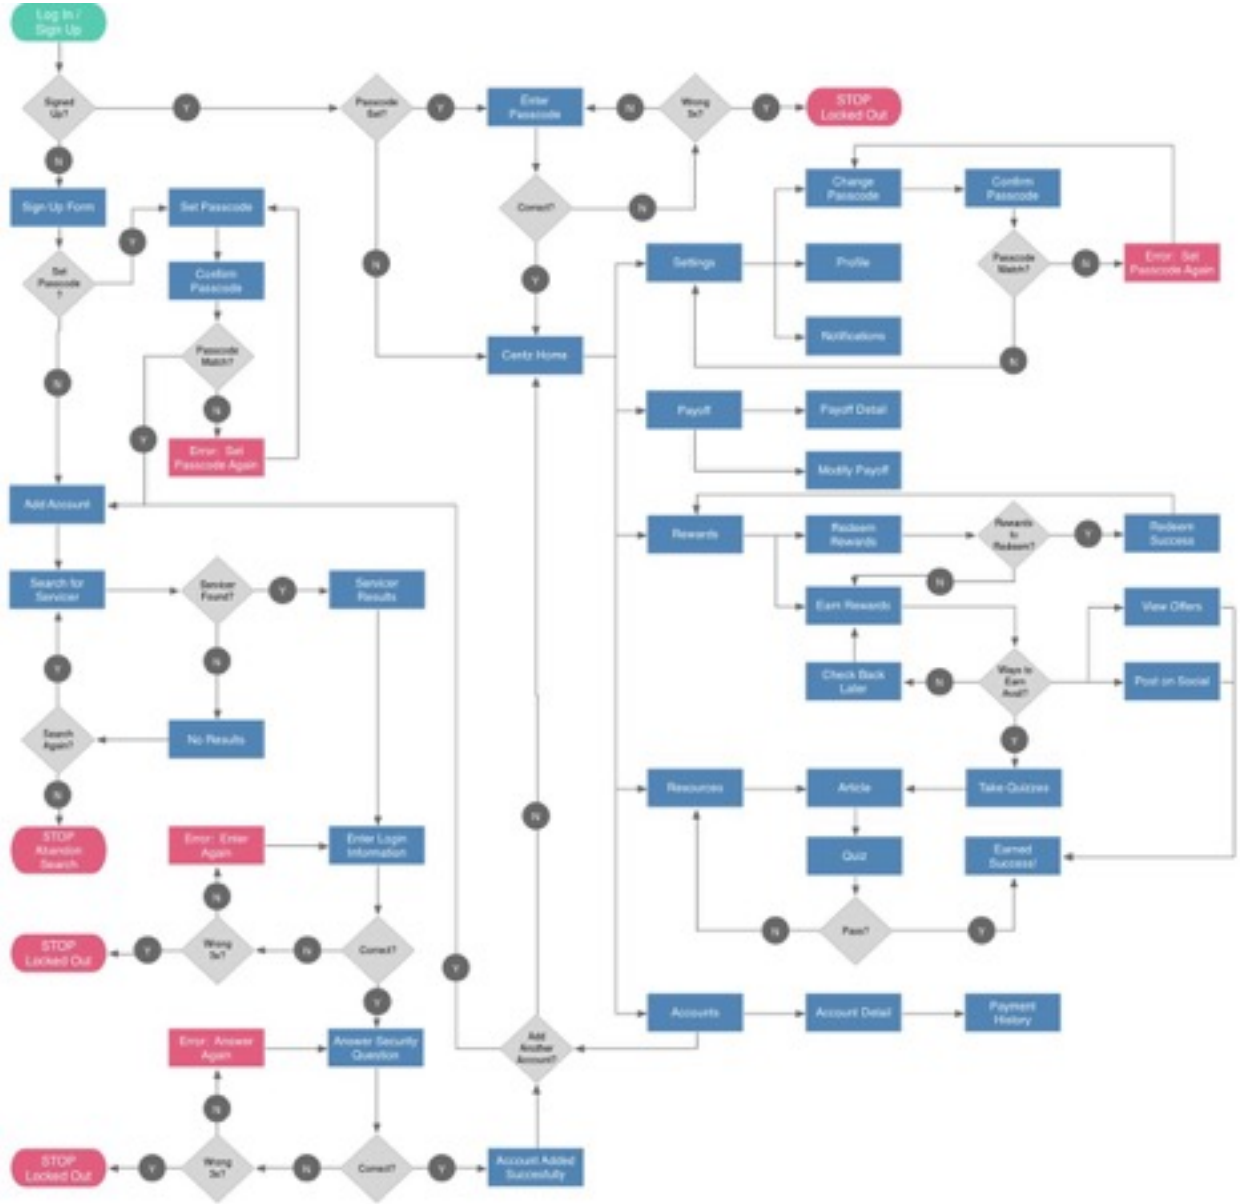 Log In /
Sign Up
Signed
Up?
Y
Passcode
Set?
Y
Enter
Passcode
N
Wrong
3x?
Y
STOP
Locked Out
N
Sign Up Form
Set Passcode
Y
Set
Passcode
?
Confirm
Passcode
Passcode
Match?
N
Y
N
Error: Set
Passcode Again
N
Correct?
N
Y
Change
Passcode
Confirm
Passcode
Settings
Profile
Passcode
Match?
N
Error: Set
Passcode Again
Notifications
N
Centz Home
Payoff
Payoff Detail
Modify Payoff
Add Account
Rewards
Redeem
Rewards
Rewards
to
Redeem?
Y
Redeem
Success
N
Earn Rewards
View Offers
Check Back
Later
N
Ways to
Earn
Avail?
Post on Social
Y
Search for
Servicer
Servicer
Found?
Y
Servicer
Results
Y
N
Search
Again?
No Results
N
STOP
Abandon
Search
Resources
Article
Take Quizzes
Quiz
Earned
Success!
N
Pass?
Y
N
Error: Enter
Again
Enter Login
Information
N
STOP
Locked Out
Y
Wrong
3x?
N
Correct?
Y
Y
Accounts
Account Detail
Payment
History
Error: Answer
Again
Answer Security
Question
Add
Another
Account?
N
STOP
Locked Out
Y
Wrong
3x?
N
Correct?
Y
Account Added
Succesfully